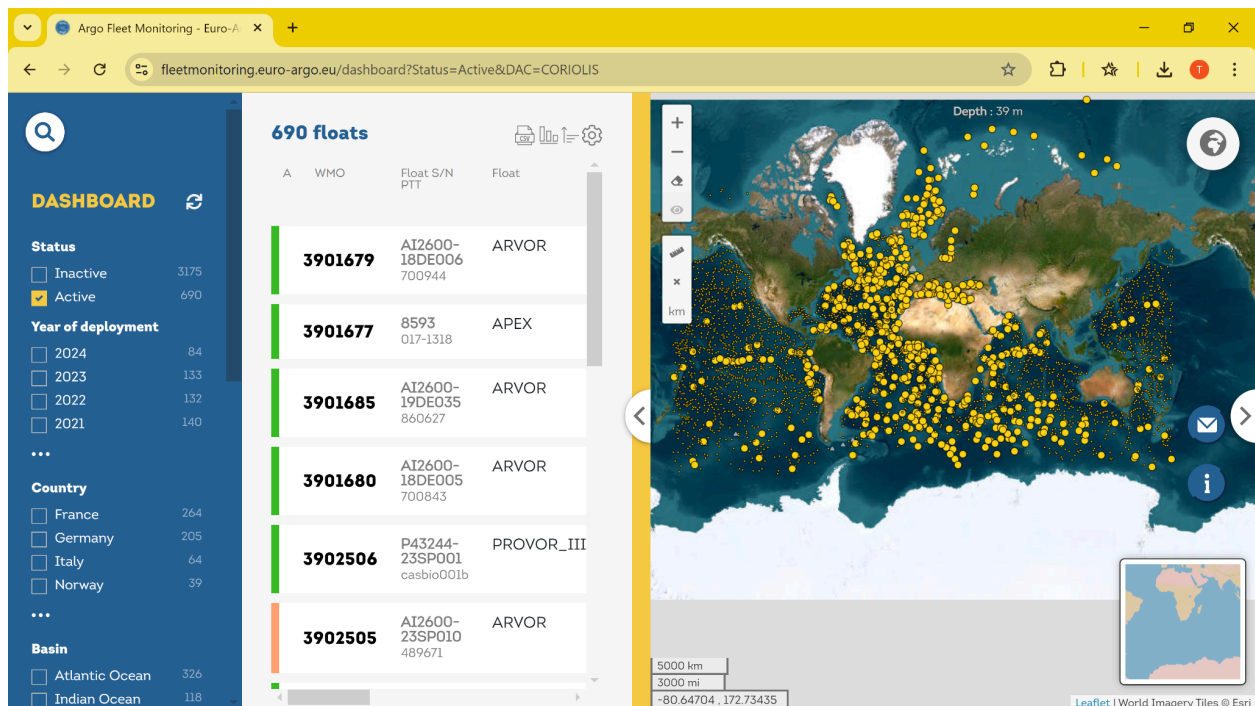 Argo Fleet Monitoring - Euro-A
fleetmonitoring.euro-argo.eu/dashboard?Status=Active&DAC=CORIOLIS
T
DASHBOARD
Status
Inactive 3175
Active 690
Year of deployment
2024 84
2023 133
2022 132
2021 140
...
Country
France 264
Germany 205
Italy 64
Norway 39
...
Basin
Atlantic Ocean 326
Indian Ocean 118
690 floats
CSV
A WMO Float S/N PTT Float
3901679 AI2600-18DE006 700944 ARVOR
3901677 8593 017-1318 APEX
3901685 AI2600-19DE035 860627 ARVOR
3901680 AI2600-18DE005 700843 ARVOR
3902506 P43244-23SP001 casbio001b PROVOR_III
3902505 AI2600-23SP010 489671 ARVOR
Depth : 39 m
+
−
km
i
5000 km
3000 mi
-80.64704 , 172.73435
Leaflet | World Imagery Tiles © Esri